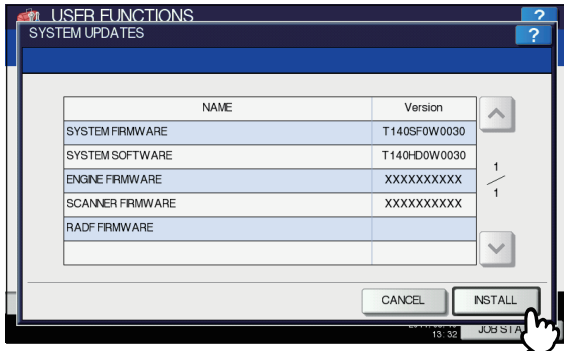 USER FUNCTIONS
?
SYSTEM UPDATES
?
NAME Version
SYSTEM FIRMWARE T140SF0W0030
SYSTEM SOFTWARE T140HD0W0030
ENGINE FIRMWARE XXXXXXXXXX
SCANNER FIRMWARE XXXXXXXXXX
RADF FIRMWARE
1
1
CANCEL INSTALL
13:32 JOB STA